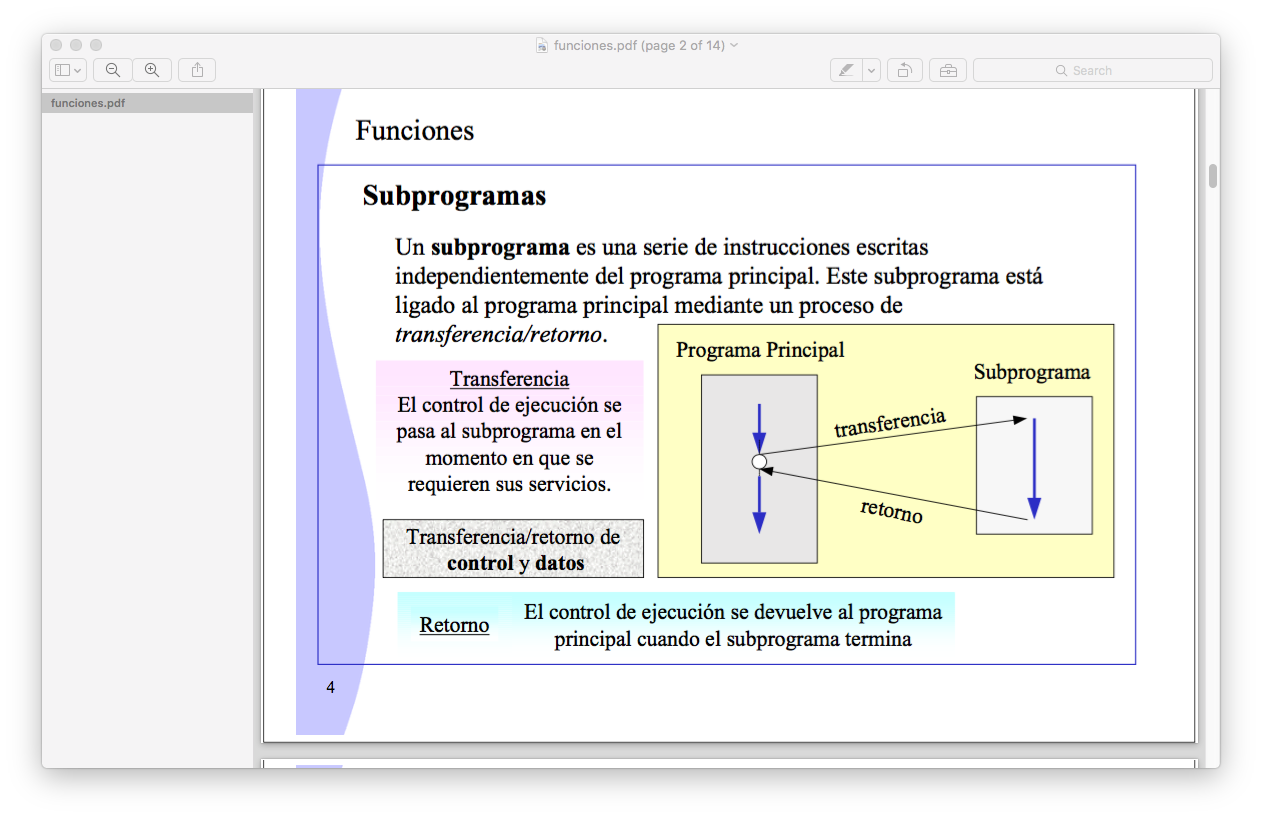 funciones.pdf (page 2 of 14)
Search
funciones.pdf
Funciones
Subprogramas
Un subprograma es una serie de instrucciones escritas
independientemente del programa principal. Este subprograma está
ligado al programa principal mediante un proceso de
transferencia/retorno.
Transferencia
El control de ejecución se
pasa al subprograma en el
momento en que se
requieren sus servicios.
Programa Principal
Subprograma
transferencia
retorno
Transferencia/retorno de
control y datos
Retorno
El control de ejecución se devuelve al programa
principal cuando el subprograma termina
4